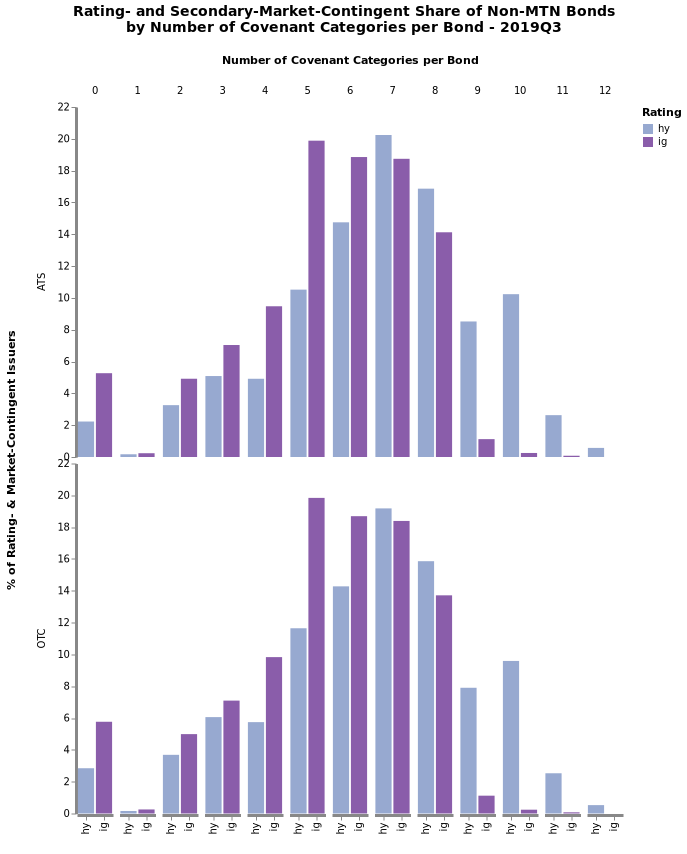 Rating- and Secondary-Market-Contingent Share of Non-MTN Bonds
by Number of Covenant Categories per Bond - 2019Q3
Number of Covenant Categories per Bond
0 1 2 3 4 5 6 7 8 9 10 11 12
Rating
hy
ig
% of Rating- & Market-Contingent Issuers
ATS
22
20
18
16
14
12
10
8
6
4
2
0
OTC
22
20
18
16
14
12
10
8
6
4
2
0
hy ig hy ig hy ig hy ig hy ig hy ig hy ig hy ig hy ig hy ig hy ig hy ig hy ig